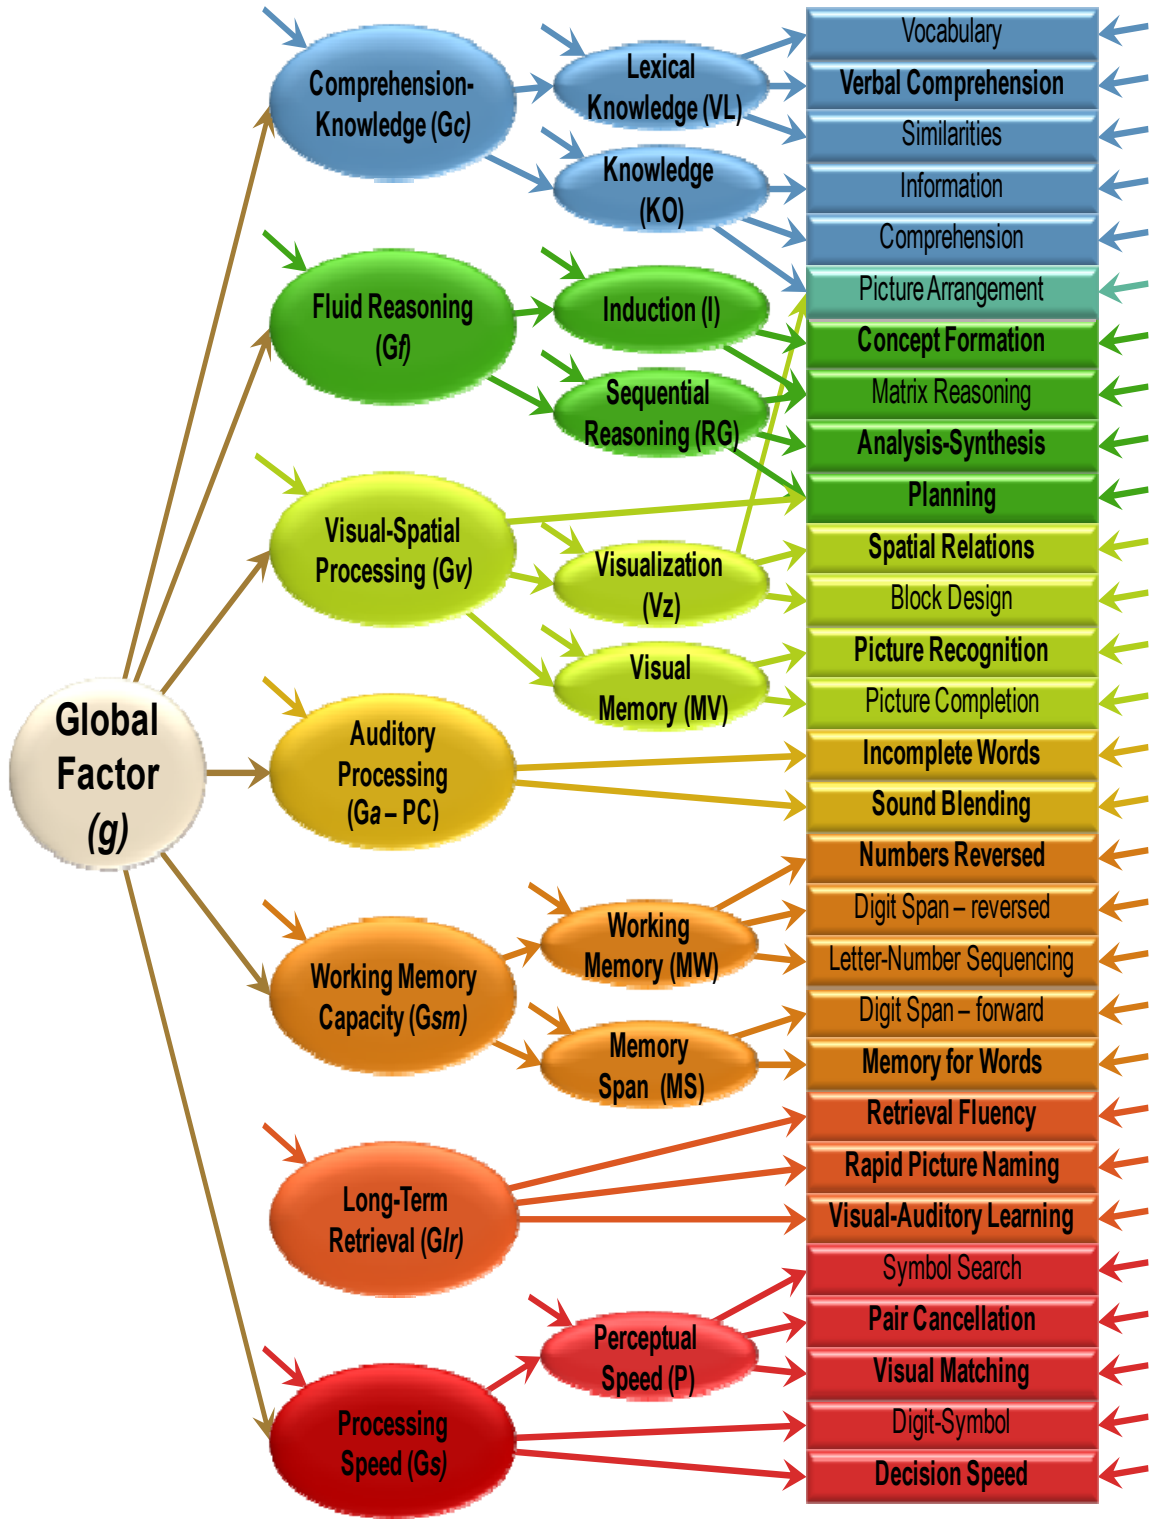 Global
Factor
(g)
Comprehension-
Knowledge (Gc)
Fluid Reasoning
(Gf)
Visual-Spatial
Processing (Gv)
Auditory
Processing
(Ga – PC)
Working Memory
Capacity (Gsm)
Long-Term
Retrieval (Glr)
Processing
Speed (Gs)
Lexical
Knowledge (VL)
Knowledge
(KO)
Induction (I)
Sequential
Reasoning (RG)
Visualization
(Vz)
Visual
Memory (MV)
Working
Memory (MW)
Memory
Span (MS)
Perceptual
Speed (P)
Vocabulary
Verbal Comprehension
Similarities
Information
Comprehension
Picture Arrangement
Concept Formation
Matrix Reasoning
Analysis-Synthesis
Planning
Spatial Relations
Block Design
Picture Recognition
Picture Completion
Incomplete Words
Sound Blending
Numbers Reversed
Digit Span – reversed
Letter-Number Sequencing
Digit Span – forward
Memory for Words
Retrieval Fluency
Rapid Picture Naming
Visual-Auditory Learning
Symbol Search
Pair Cancellation
Visual Matching
Digit-Symbol
Decision Speed